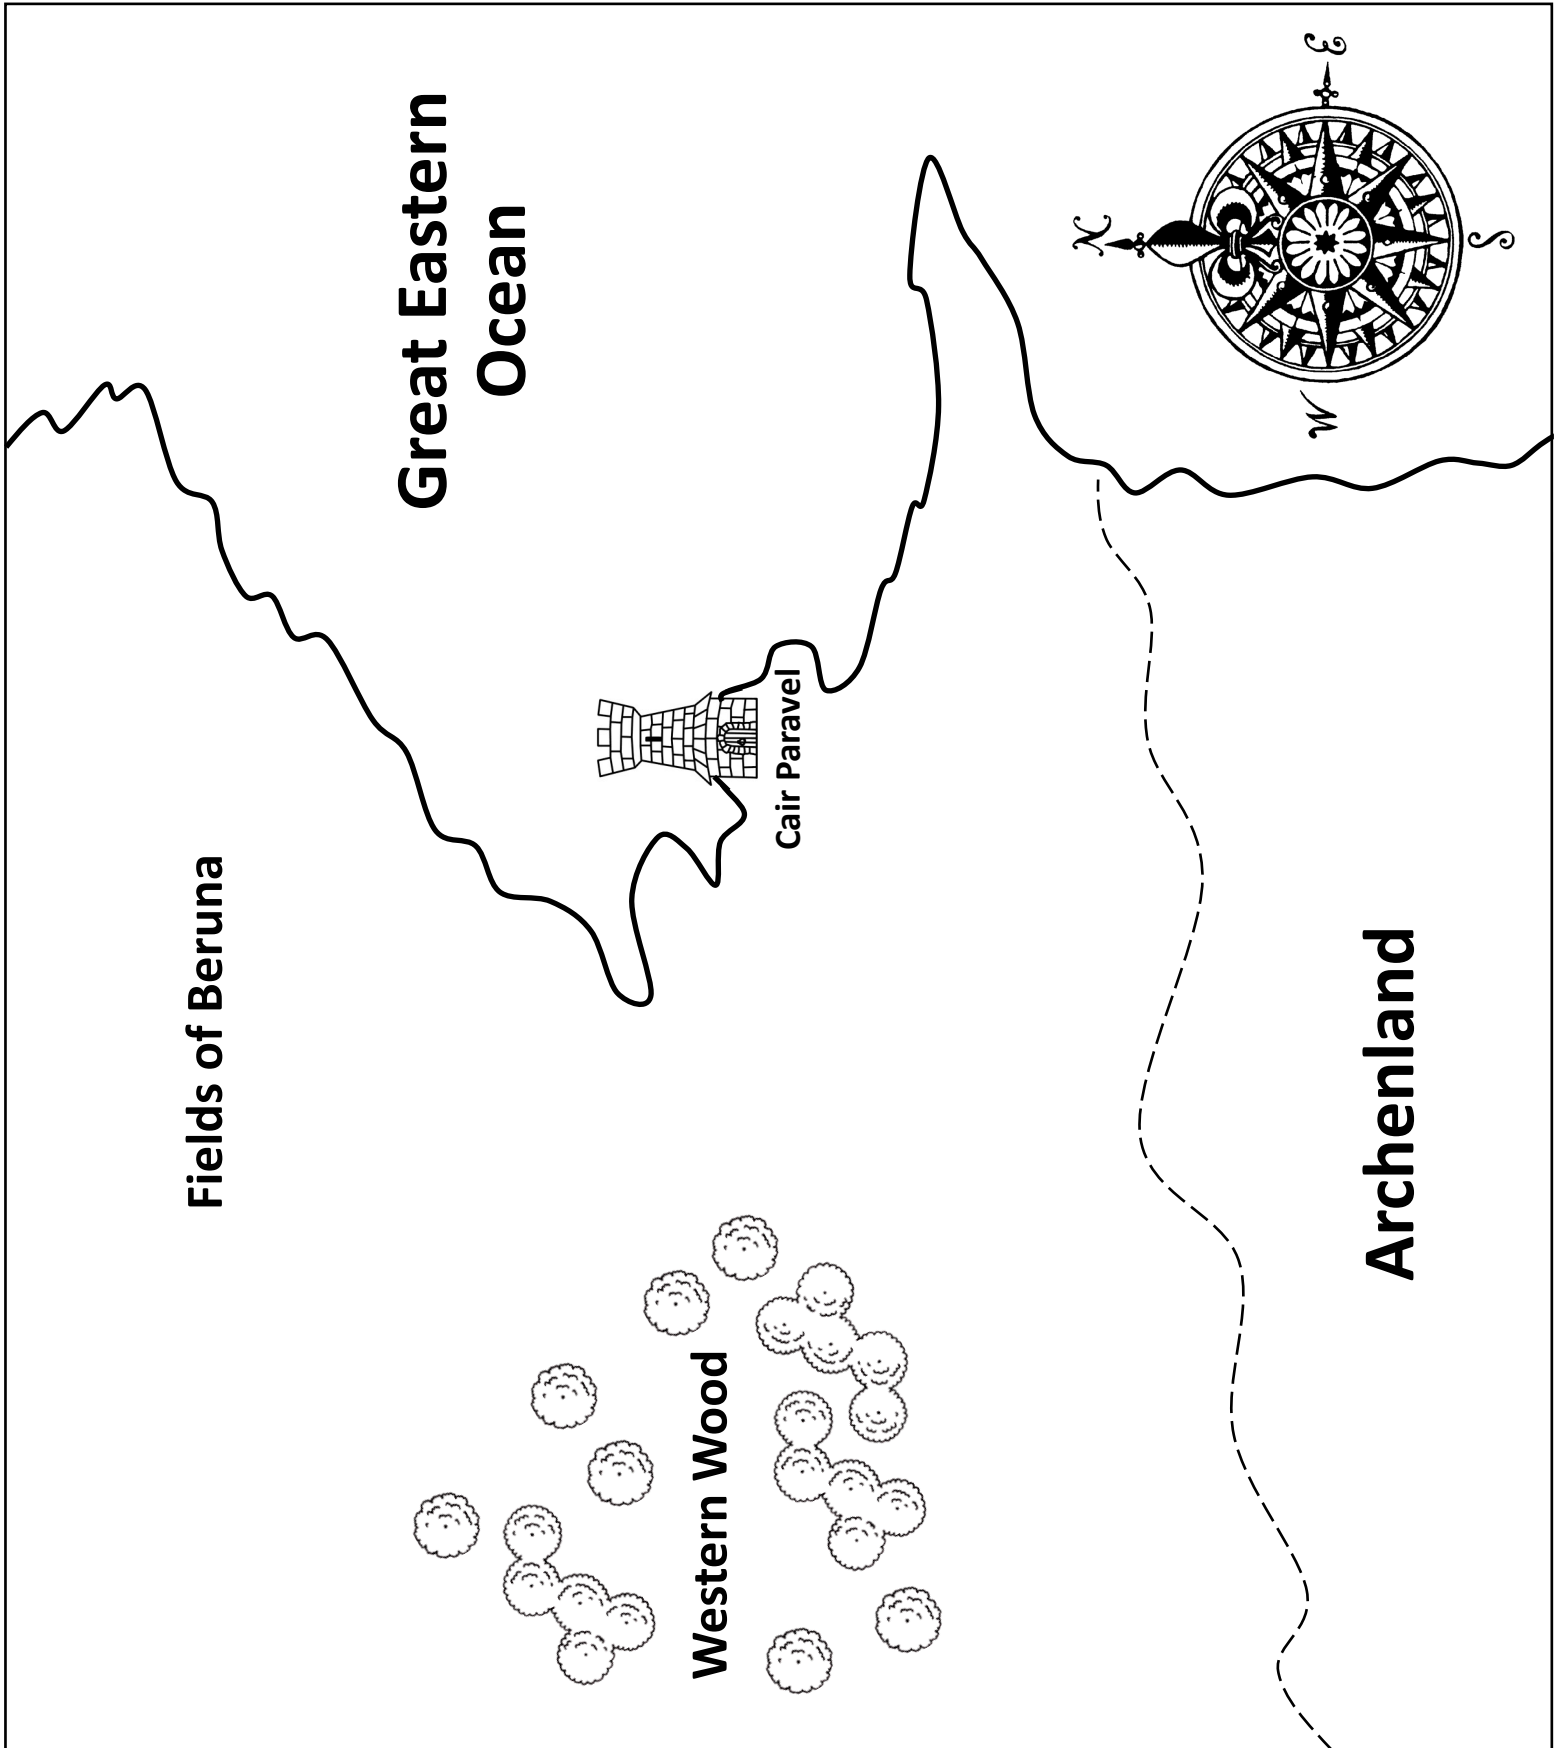 Fields of Beruna
Great Eastern
Ocean
Western Wood
Cair Paravel
Archenland
N
E
S
W